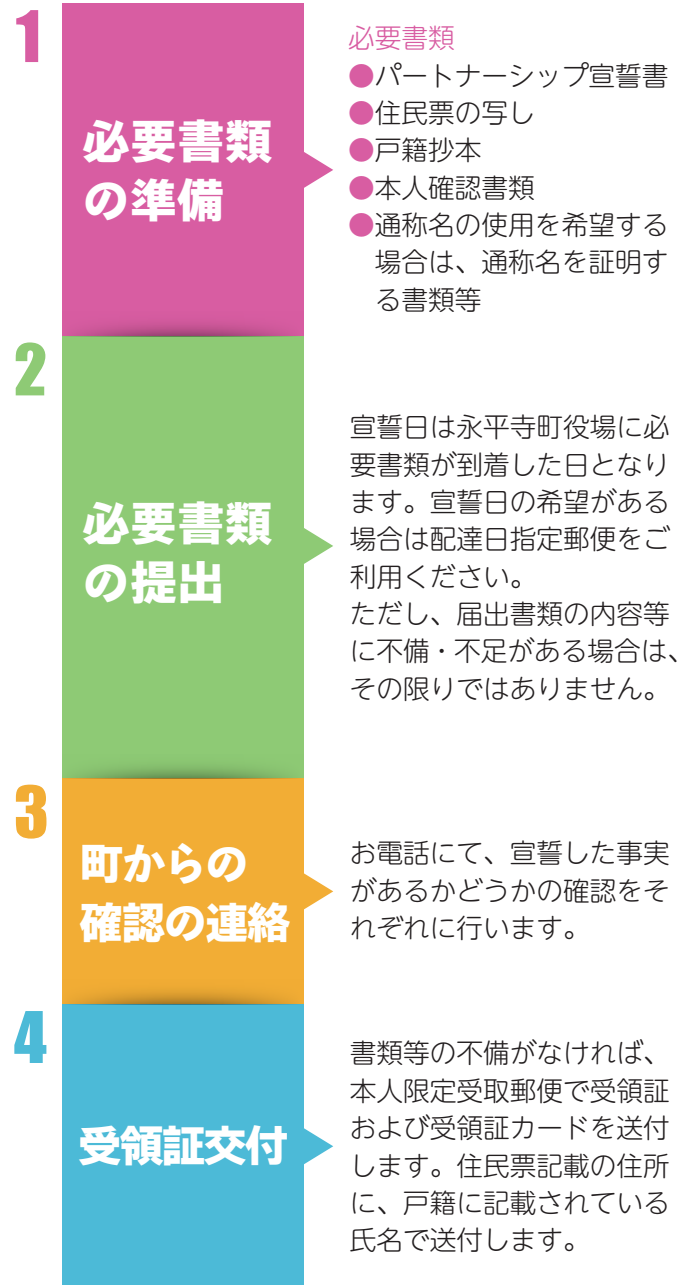 1
必要書類
の準備
必要書類
●パートナーシップ宣誓書
●住民票の写し
●戸籍抄本
●本人確認書類
●通称名の使用を希望する
場合は、通称名を証明す
る書類等
2
必要書類
の提出
宣誓日は永平寺町役場に必
要書類が到着した日となり
ます。宣誓日の希望がある
場合は配達日指定郵便をご
利用ください。
ただし、届出書類の内容等
に不備・不足がある場合は、
その限りではありません。
3
町からの
確認の連絡
お電話にて、宣誓した事実
があるかどうかの確認をそ
れぞれに行います。
4
受領証交付
書類等の不備がなければ、
本人限定受取郵便で受領証
および受領証カードを送付
します。住民票記載の住所
に、戸籍に記載されている
氏名で送付します。